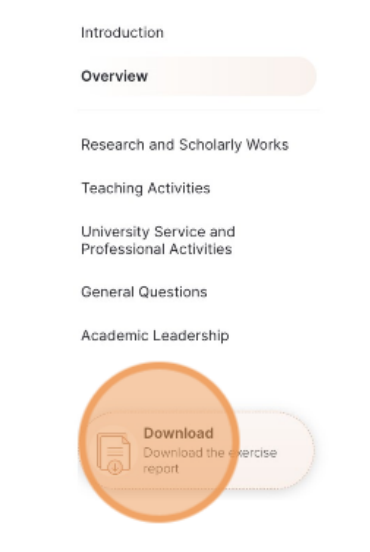 Introduction
Overview
Research and Scholarly Works
Teaching Activities
University Service and
Professional Activities
General Questions
Academic Leadership
Download
Download the exercise
report